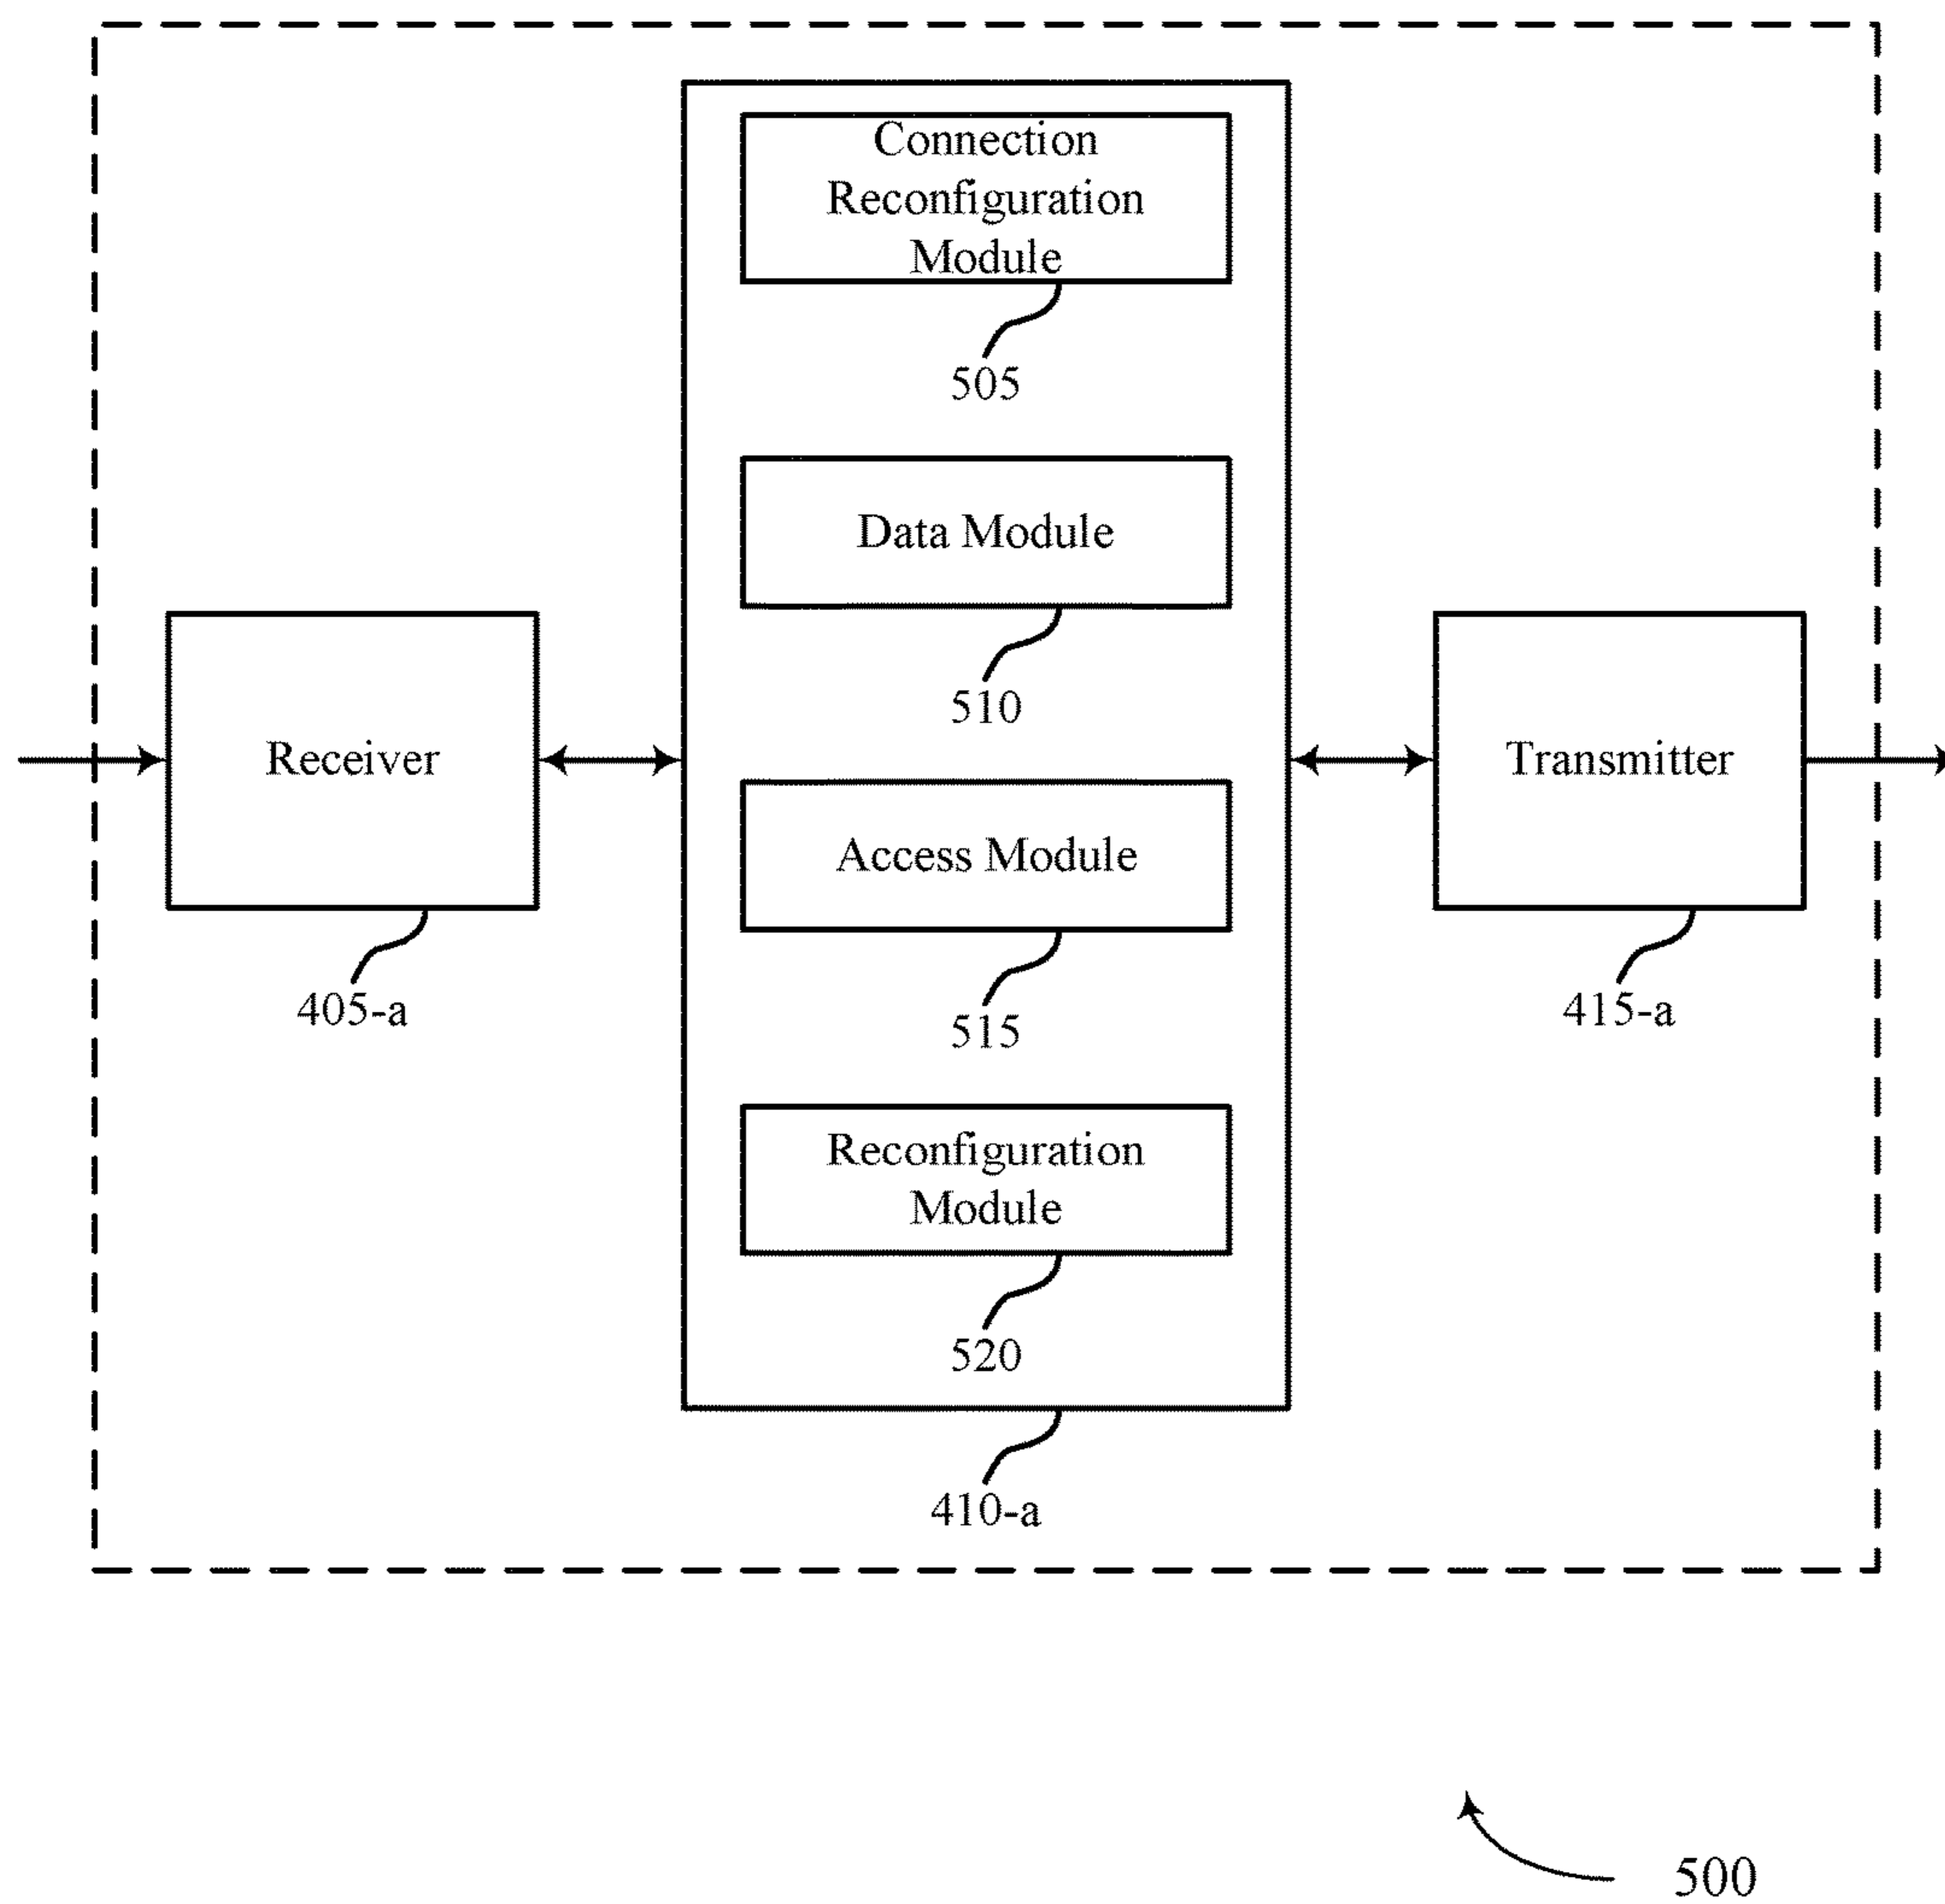 Connection
Reconfiguration
Module
505
Data Module
510
Receiver
405-a
Access Module
515
Transmitter
415-a
Reconfiguration
Module
520
410-a
500